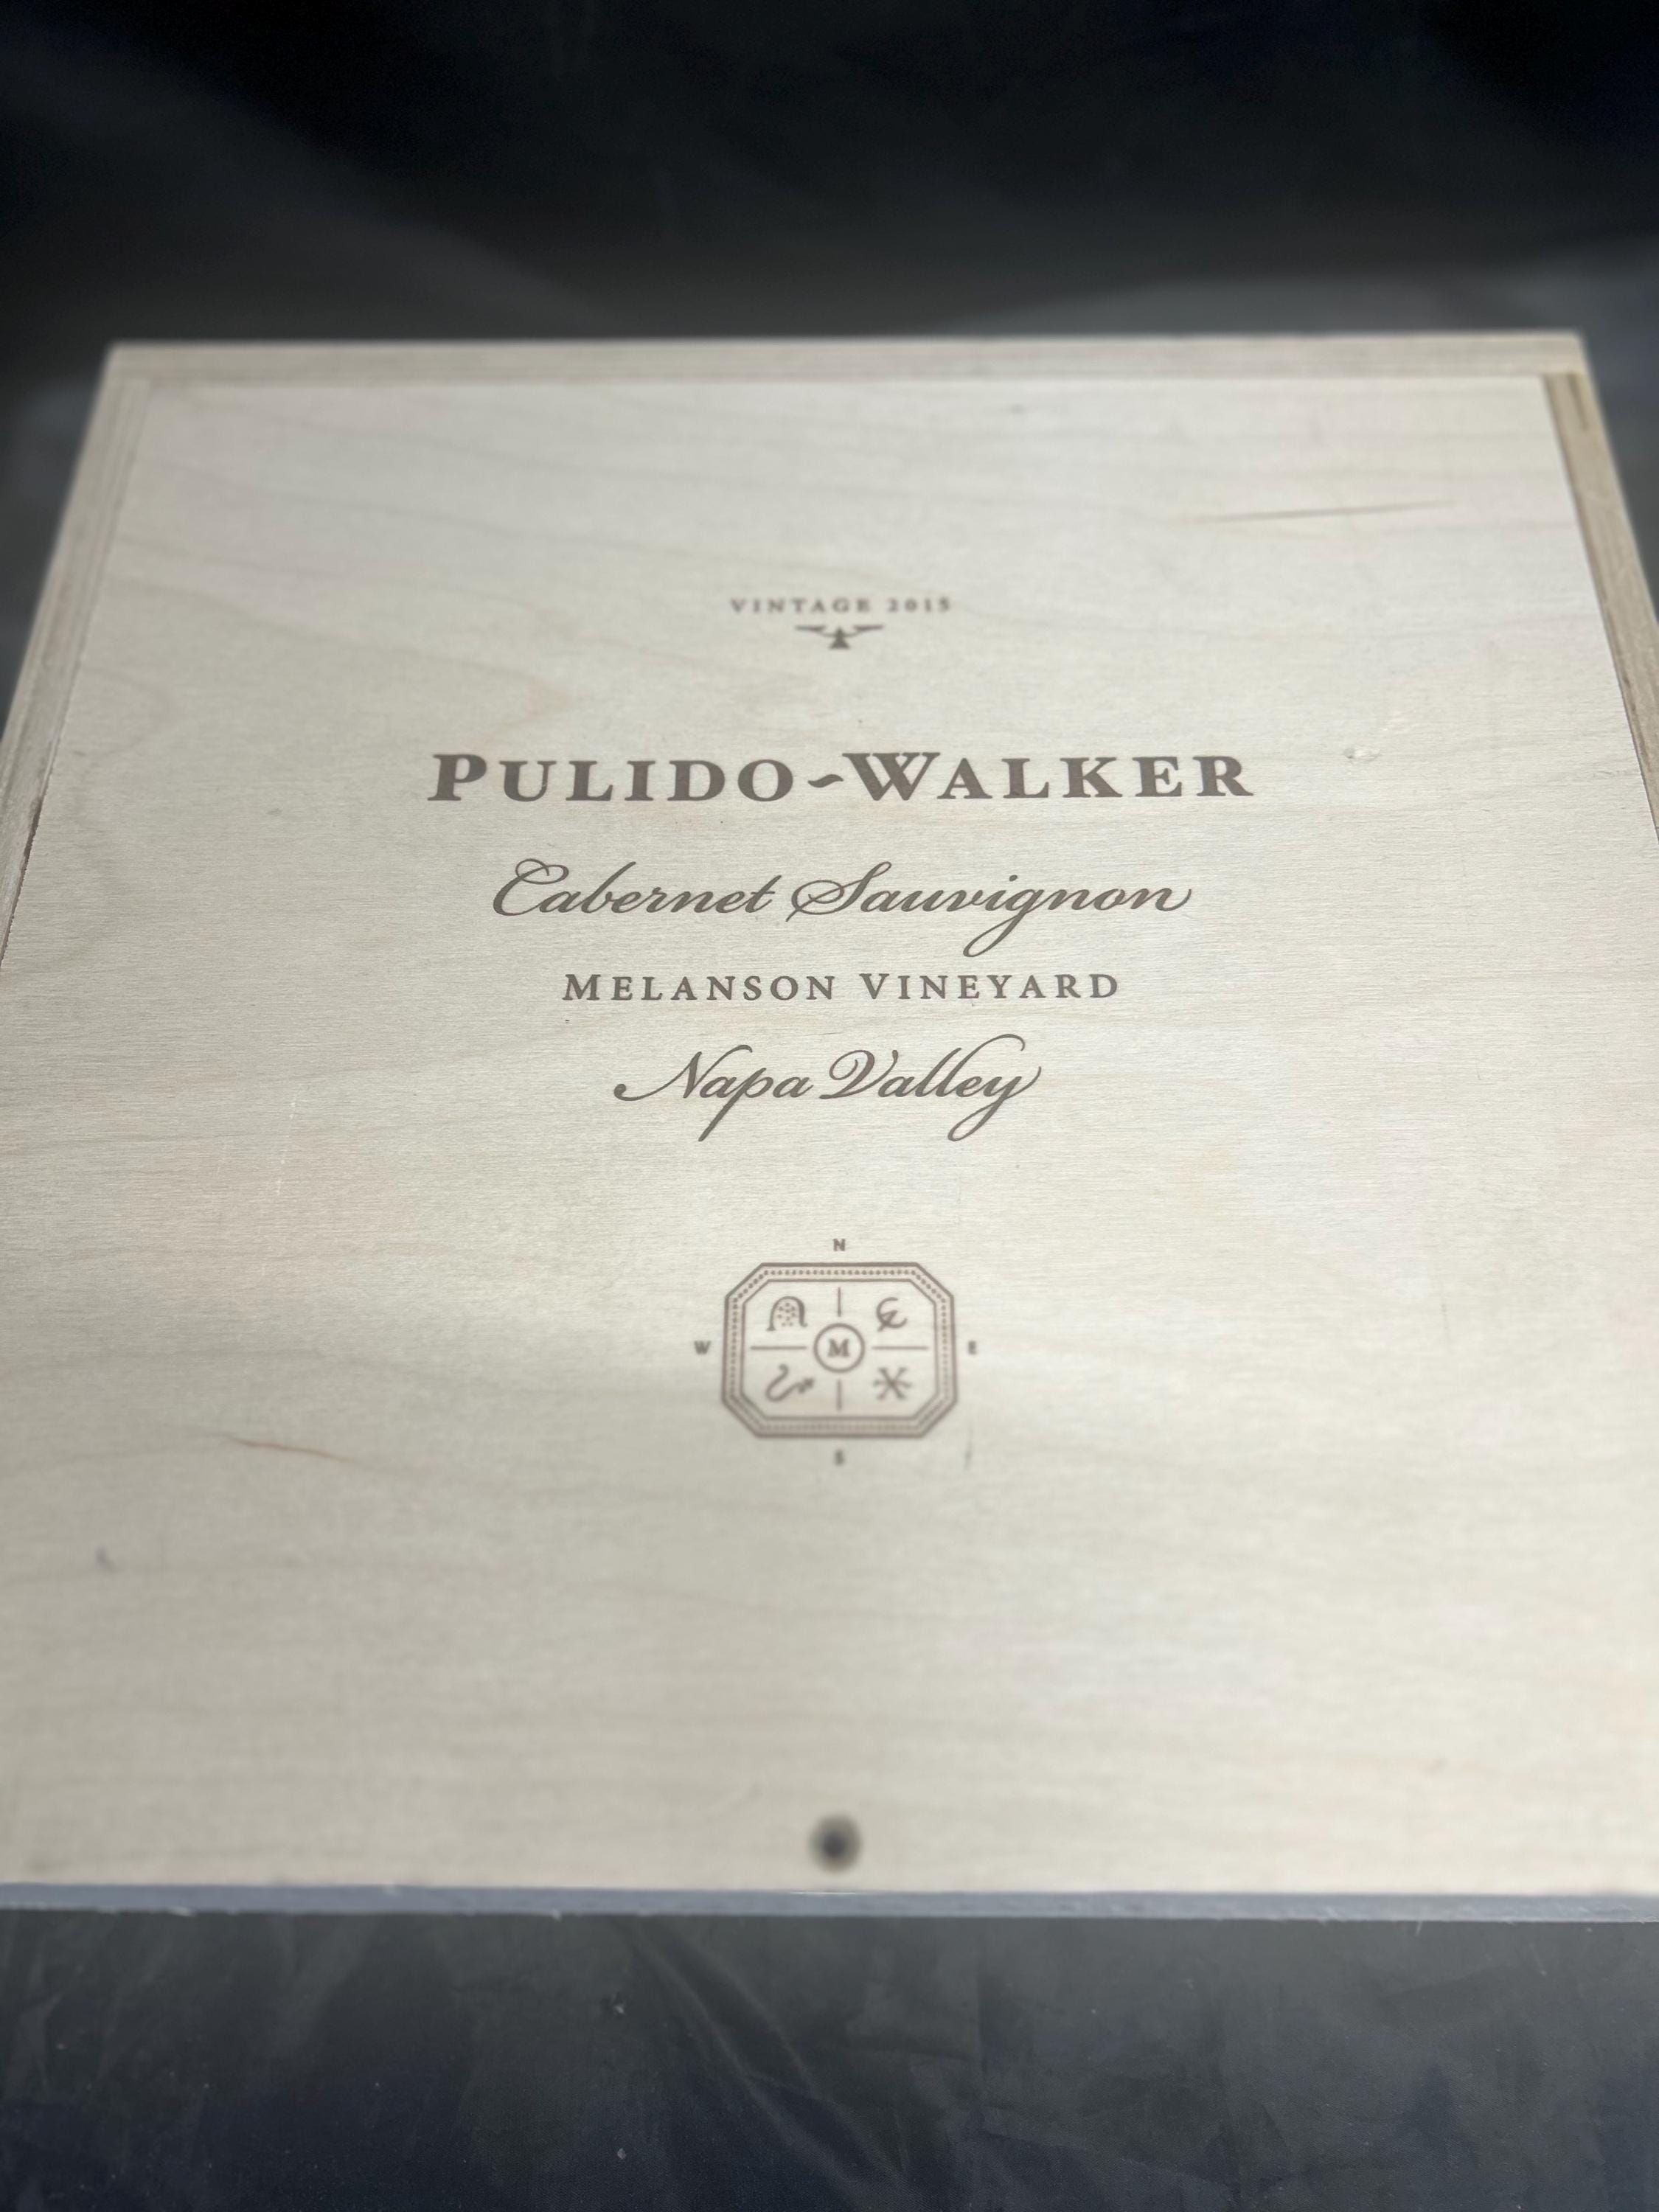 VINTAGE 2015
PULIDO~WALKER
Cabernet Sauvignon
MELANSON VINEYARD
Napa Valley
N
W M E
S